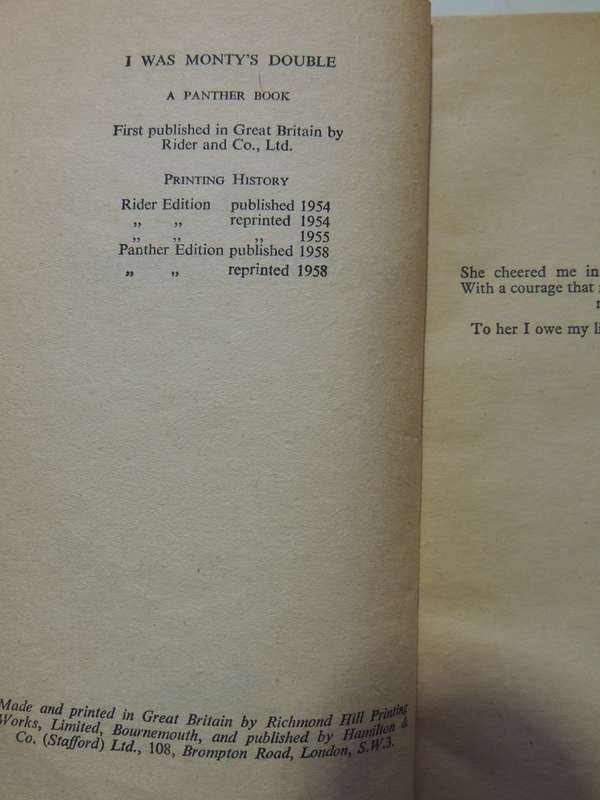 I WAS MONTY'S DOUBLE
A PANTHER BOOK
First published in Great Britain by
Rider and Co., Ltd.
PRINTING HISTORY
Rider Edition published 1954
„ „ reprinted 1954
„ „ „ 1955
Panther Edition published 1958
„ „ reprinted 1958
Made and printed in Great Britain by Richmond Hill Printing
Works, Limited, Bournemouth, and published by Hamilton &
Co. (Stafford) Ltd., 108, Brompton Road, London, S.W.3.
She cheered me in
With a courage that
To her I owe my